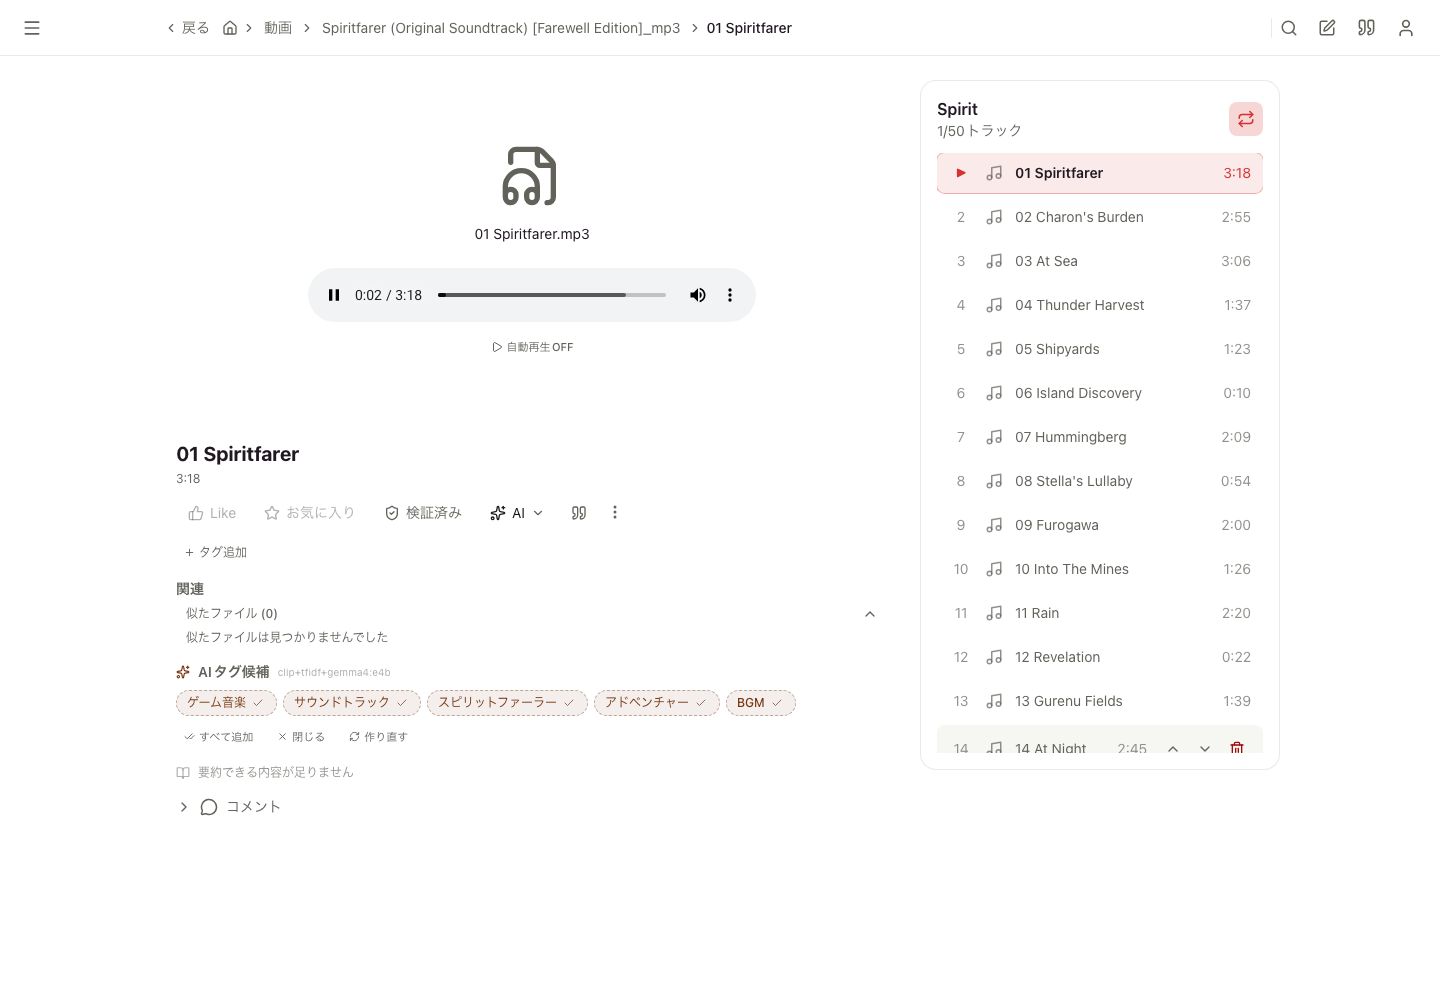 戻る 動画 Spiritfarer (Original Soundtrack) [Farewell Edition]_mp3 01 Spiritfarer
01 Spiritfarer.mp3
0:02 / 3:18
自動再生OFF
01 Spiritfarer
3:18
Like お気に入り 検証済み AI
+ タグ追加
関連
似たファイル (0)
似たファイルは見つかりませんでした
AIタグ候補 clip+tfidf+gemma4:e4b
ゲーム音楽 サウンドトラック スピリットファーラー アドベンチャー BGM
すべて追加 閉じる 作り直す
要約できる内容が足りません
コメント
Spirit
1/50トラック
01 Spiritfarer 3:18
2 02 Charon's Burden 2:55
3 03 At Sea 3:06
4 04 Thunder Harvest 1:37
5 05 Shipyards 1:23
6 06 Island Discovery 0:10
7 07 Hummingberg 2:09
8 08 Stella's Lullaby 0:54
9 09 Furogawa 2:00
10 10 Into The Mines 1:26
11 11 Rain 2:20
12 12 Revelation 0:22
13 13 Gurenu Fields 1:39
14 14 At Night 2:45